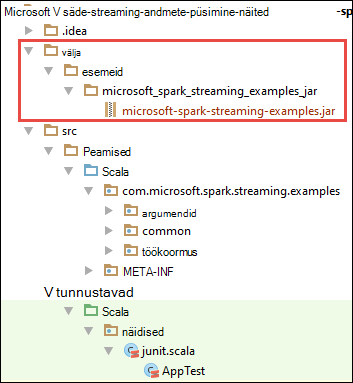 Microsoft V säde-streaming-andmete-püsimine-näited -sp
.idea
välja
esemeid
microsoft_spark_streaming_examples_jar
microsoft-spark-streaming-examples.jar
src
Peamised
Scala
com.microsoft.spark.streaming.examples
argumendid
common
töökoormus
META-INF
V tunnustavad
Scala
näidised
junit.scala
AppTest